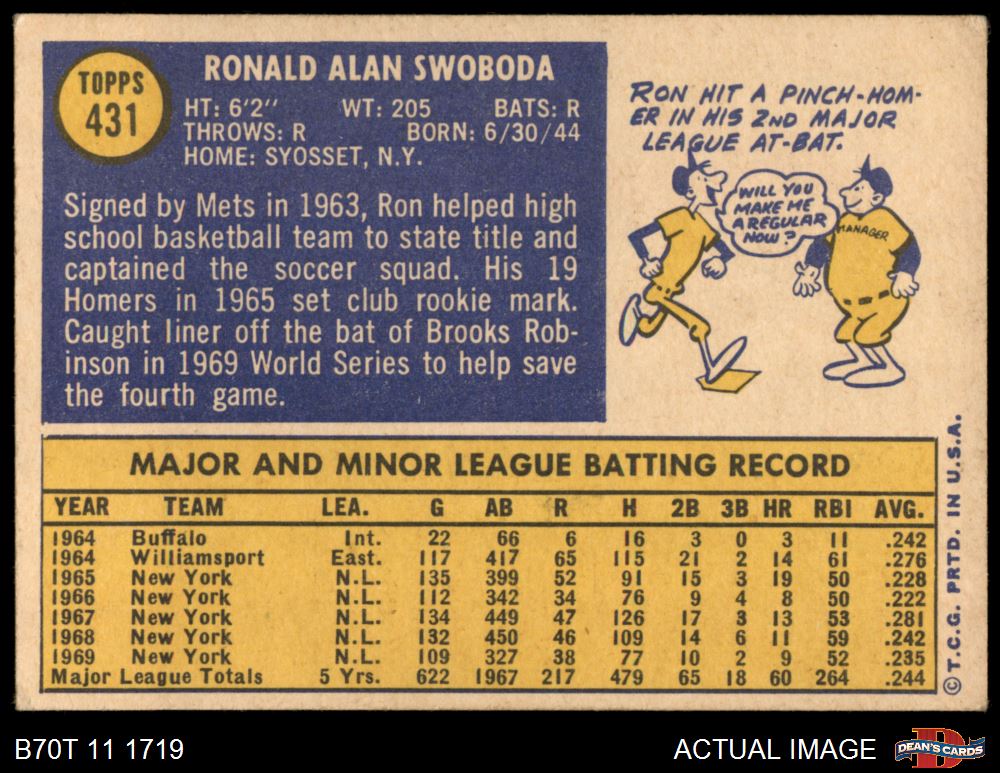 TOPPS
431
RONALD ALAN SWOBODA
HT: 6'2" WT: 205 BATS: R
THROWS: R BORN: 6/30/44
HOME: SYOSSET, N.Y.
Signed by Mets in 1963, Ron helped high
school basketball team to state title and
captained the soccer squad. His 19
Homers in 1965 set club rookie mark.
Caught liner off the bat of Brooks Rob-
inson in 1969 World Series to help save
the fourth game.
RON HIT A PINCH-HOM-
ER IN HIS 2ND MAJOR
LEAGUE AT-BAT.
WILL YOU
MAKE ME
A REGULAR
NOW?
MANAGER
MAJOR AND MINOR LEAGUE BATTING RECORD
YEAR TEAM LEA. G AB R H 2B 3B HR RBI AVG.
1964 Buffalo Int. 22 66 6 16 3 0 3 11 .242
1964 Williamsport East. 117 417 65 115 21 2 14 61 .276
1965 New York N.L. 135 399 52 91 15 3 19 50 .228
1966 New York N.L. 112 342 34 76 9 4 8 50 .222
1967 New York N.L. 134 449 47 126 17 3 13 53 .281
1968 New York N.L. 132 450 46 109 14 6 11 59 .242
1969 New York N.L. 109 327 38 77 10 2 9 52 .235
Major League Totals 5 Yrs. 622 1967 217 479 65 18 60 264 .244
© T.C.G. PRTD. IN U.S.A.
B70T 11 1719
ACTUAL IMAGE
D
DEAN'S CARDS